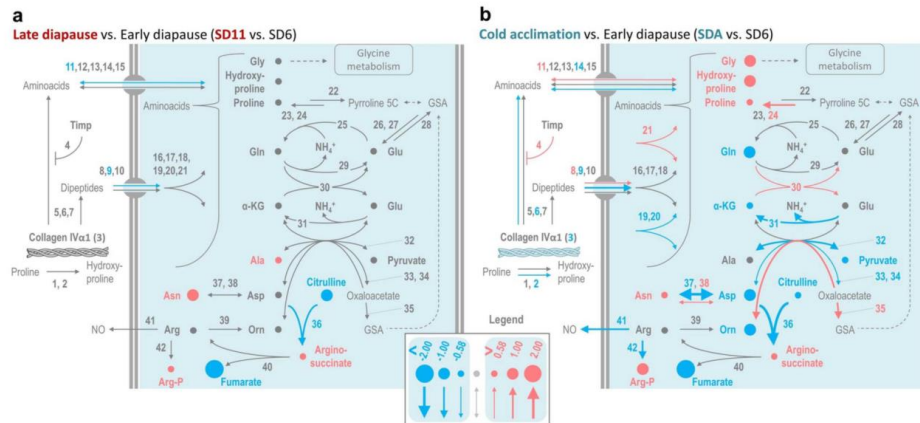 a
Late diapause vs. Early diapause (SD11 vs. SD6)
11,12,13,14,15
Aminoacids
Aminoacids
Timp
4
8,9,10
Dipeptides
16,17,18,
19,20,21
5,6,7
Collagen IVα1 (3)
Proline
Hydroxy-
proline
1, 2
Gly
Glycine
metabolism
Hydroxy-
proline
Proline
22
Pyrroline 5C
GSA
23, 24
25
26, 27
28
NH4+
Gln
Glu
29
30
α-KG
NH4+
Glu
31
32
Ala
Pyruvate
33, 34
37, 38
Citrulline
Asn
Asp
Oxaloacetate
35
41
39
36
NO
Arg
Orn
GSA
42
40
Argino-
succinate
Arg-P
Fumarate
b
Cold acclimation vs. Early diapause (SDA vs. SD6)
11,12,13,14,15
Aminoacids
Aminoacids
Timp
4
8,9,10
Dipeptides
21
16,17,18
19,20
5,6,7
Collagen IVα1 (3)
Proline
Hydroxy-
proline
1, 2
Gly
Glycine
metabolism
Hydroxy-
proline
Proline
22
Pyrroline 5C
GSA
23, 24
25
26, 27
28
NH4+
Gln
Glu
29
30
α-KG
NH4+
Glu
31
32
Ala
Pyruvate
33, 34
37, 38
Citrulline
Asn
Asp
Oxaloacetate
35
41
39
36
NO
Arg
Orn
GSA
42
40
Argino-
succinate
Arg-P
Fumarate
Legend
< -2.00 -1.00 -0.58 > 0.58 1.00 2.00